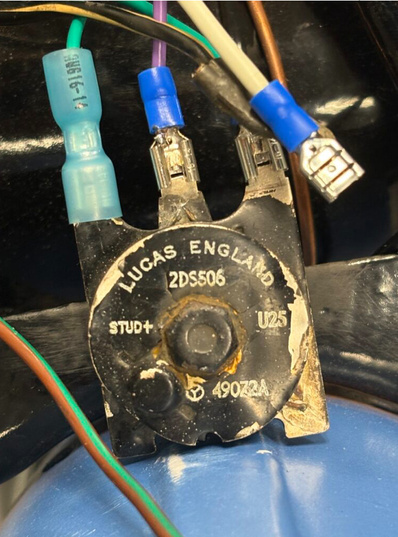 LUCAS ENGLAND
2DS506
STUD+
U25
49072A